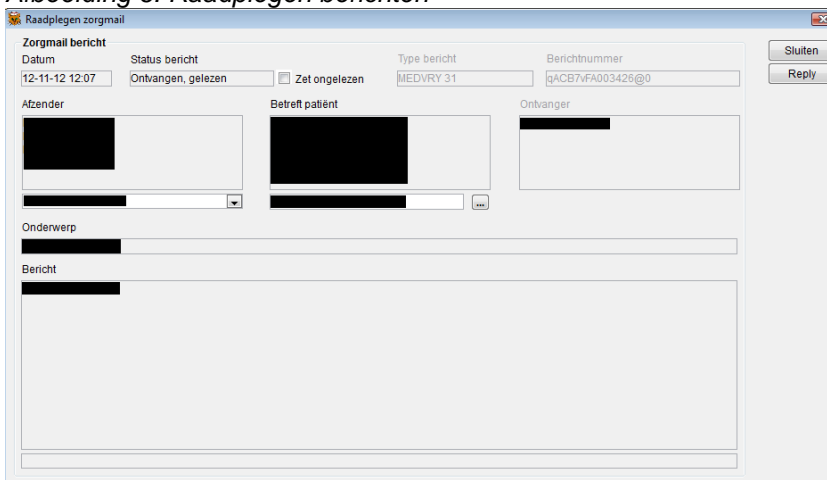 Afbeelding 8: Raadplegen berichten
Raadplegen zorgmail
Zorgmail bericht
Datum Status bericht Type bericht Berichtnummer
12-11-12 12:07 Ontvangen, gelezen Zet ongelezen MEDVRY 31 qACB7vFA003426@0
Sluiten
Reply
Afzender Betreft patiënt Ontvanger
...
Onderwerp
Bericht